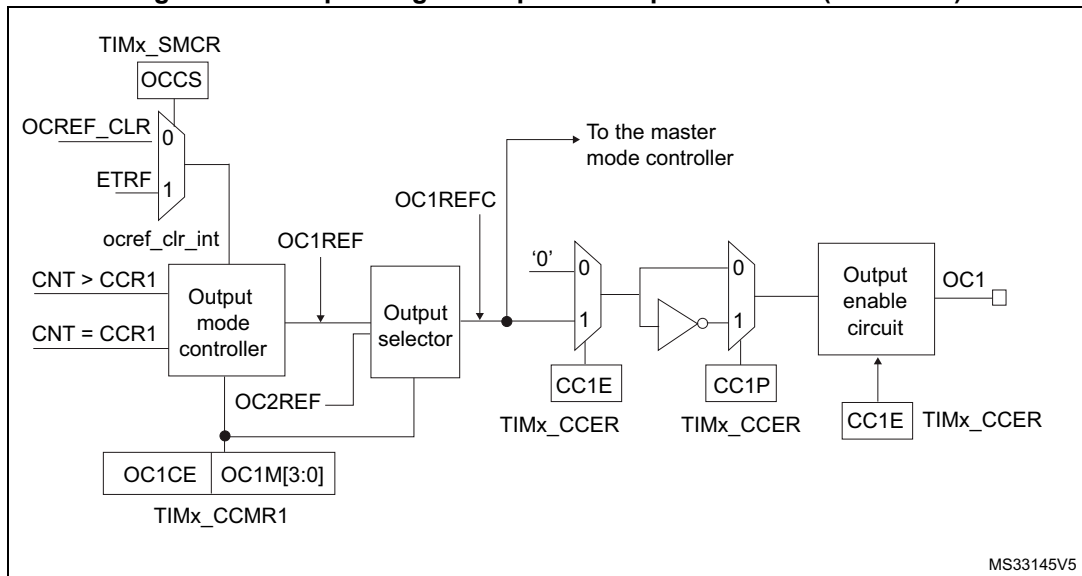 TIMx_SMCR
OCCS
OCREF_CLR
0
ETRF
1
ocref_clr_int
To the master
mode controller
OC1REFC
OC1REF
CNT > CCR1
CNT = CCR1
Output
mode
controller
Output
selector
OC2REF
'0'
0
1
CC1E
TIMx_CCER
0
1
CC1P
TIMx_CCER
Output
enable
circuit
OC1
CC1E
TIMx_CCER
OC1CE
OC1M[3:0]
TIMx_CCMR1
MS33145V5